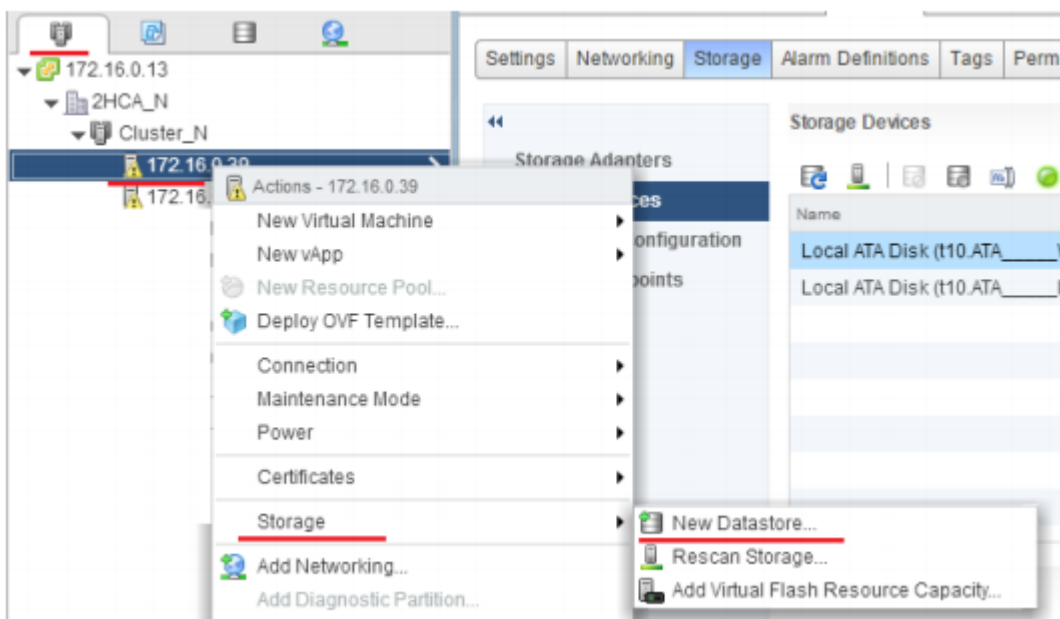 172.16.0.13
2HCA_N
Cluster_N
172.16.0.39
172.16.
Settings Networking Storage Alarm Definitions Tags Perm
Storage Adapters
ces
onfiguration
points
Storage Devices
Name
Local ATA Disk (t10.ATA_____
Local ATA Disk (t10.ATA_____
Actions - 172.16.0.39
New Virtual Machine
New vApp
New Resource Pool...
Deploy OVF Template...
Connection
Maintenance Mode
Power
Certificates
Storage
Add Networking...
Add Diagnostic Partition...
New Datastore...
Rescan Storage...
Add Virtual Flash Resource Capacity...